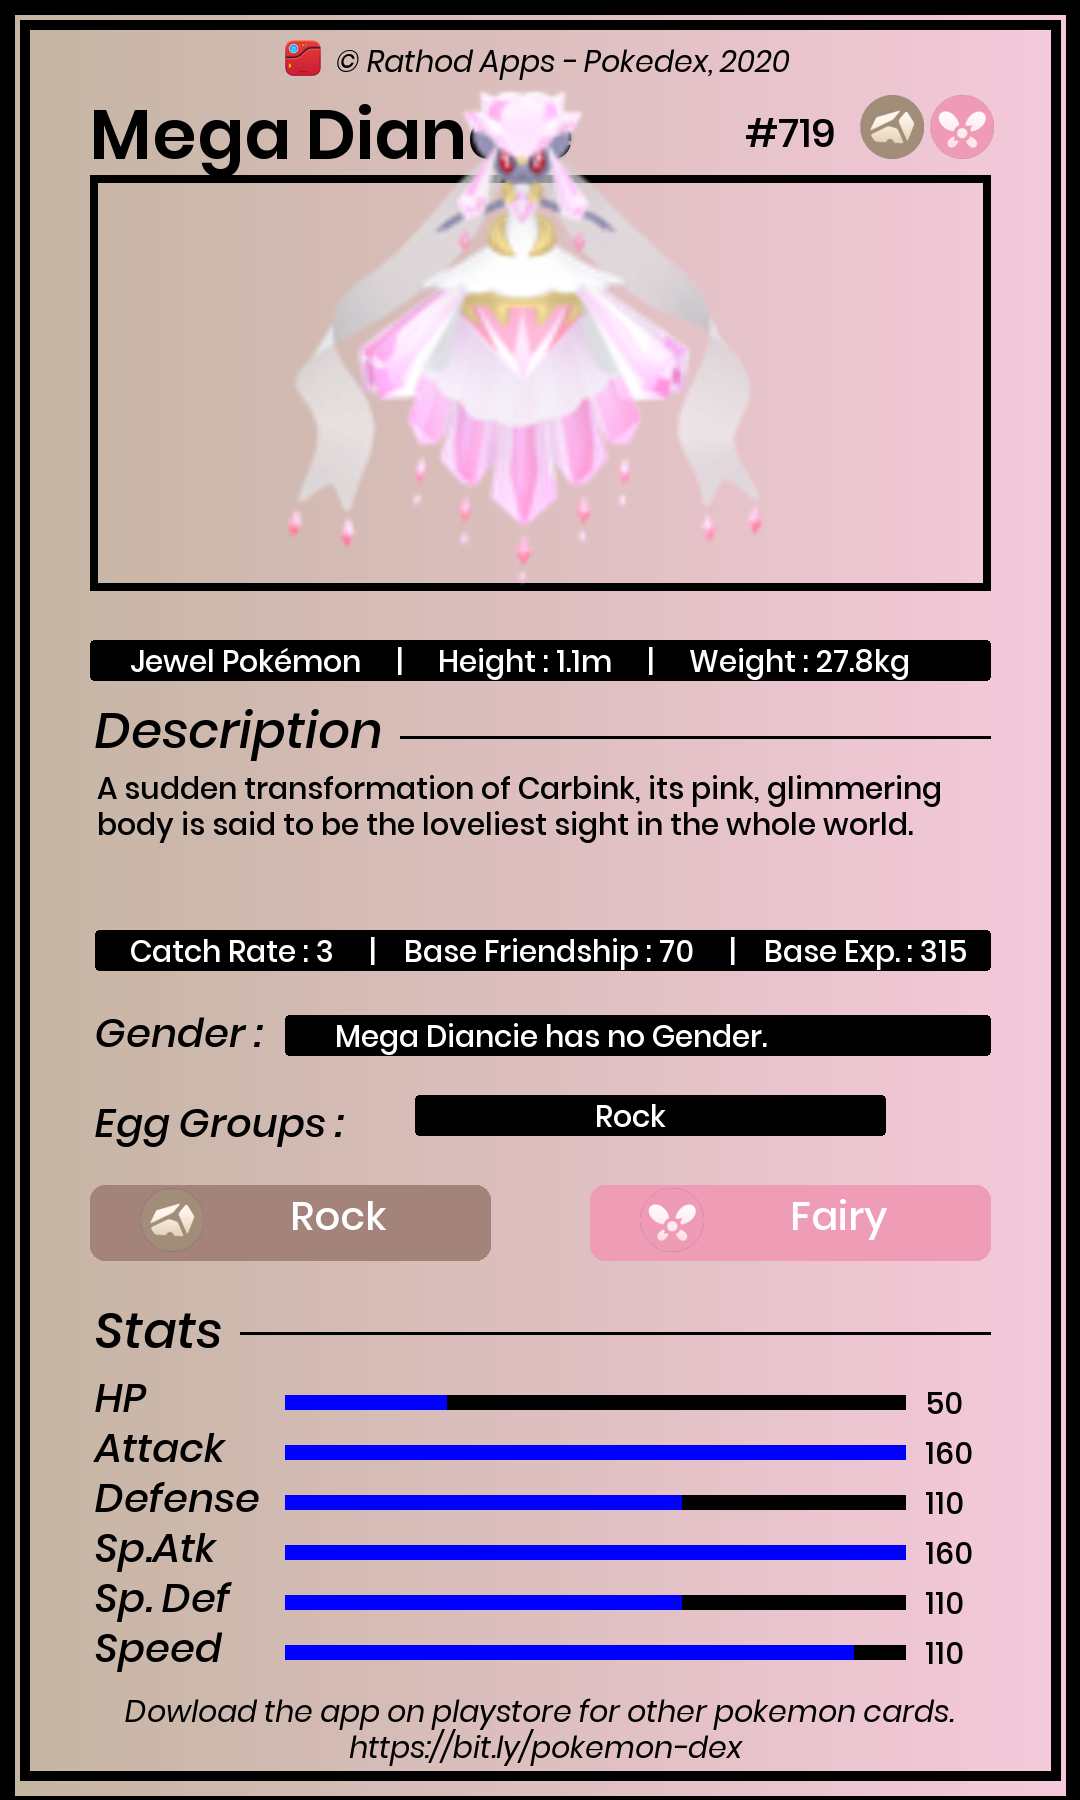 © Rathod Apps - Pokedex, 2020
Mega Diancie
#719
Jewel Pokémon | Height : 1.1m | Weight : 27.8kg
Description
A sudden transformation of Carbink, its pink, glimmering
body is said to be the loveliest sight in the whole world.
Catch Rate : 3 | Base Friendship : 70 | Base Exp. : 315
Gender : Mega Diancie has no Gender.
Egg Groups : Rock
Rock Fairy
Stats
HP 50
Attack 160
Defense 110
Sp.Atk 160
Sp. Def 110
Speed 110
Dowload the app on playstore for other pokemon cards.
https://bit.ly/pokemon-dex